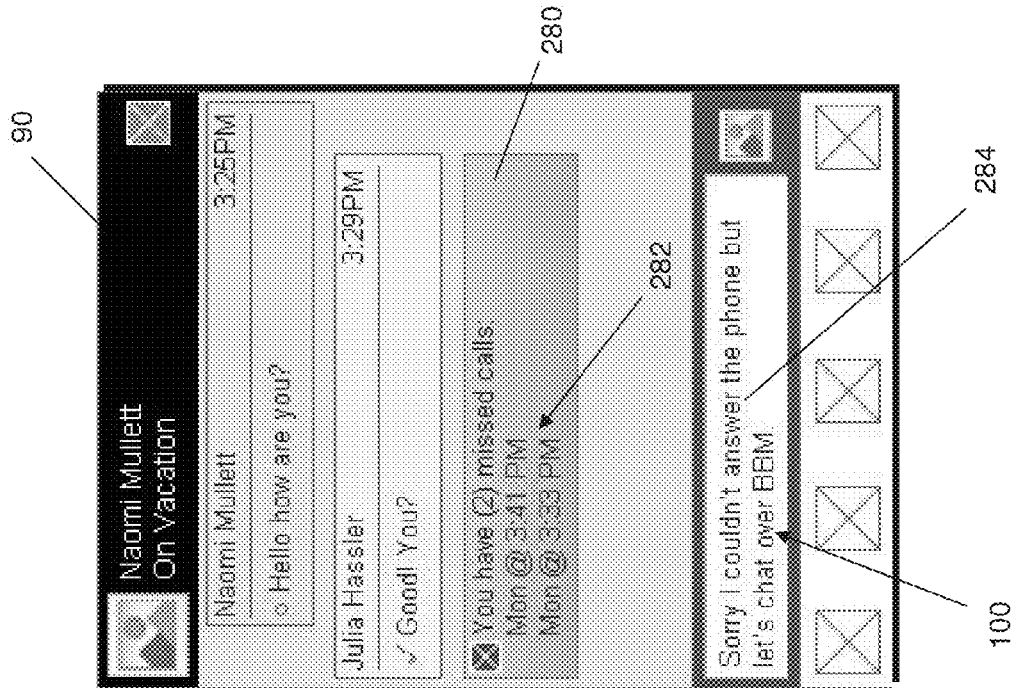 90
Naomi Mullett
On Vacation
Naomi Mullett 3:25PM
Hello how are you?
Julia Hassler 3:29PM
✓ Good! You?
280
You have (2) missed calls.
Mon @ 3:41 PM
Mon @ 3:33 PM
282
Sorry I couldn't answer the phone but
let's chat over BBM.
284
100